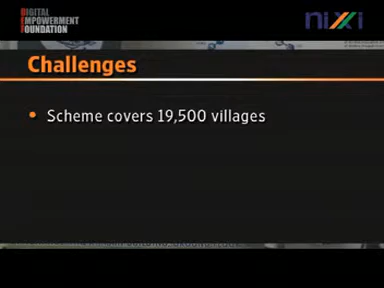 DIGITAL
EMPOWERMENT
FOUNDATION
nixi
Challenges
• Scheme covers 19,500 villages